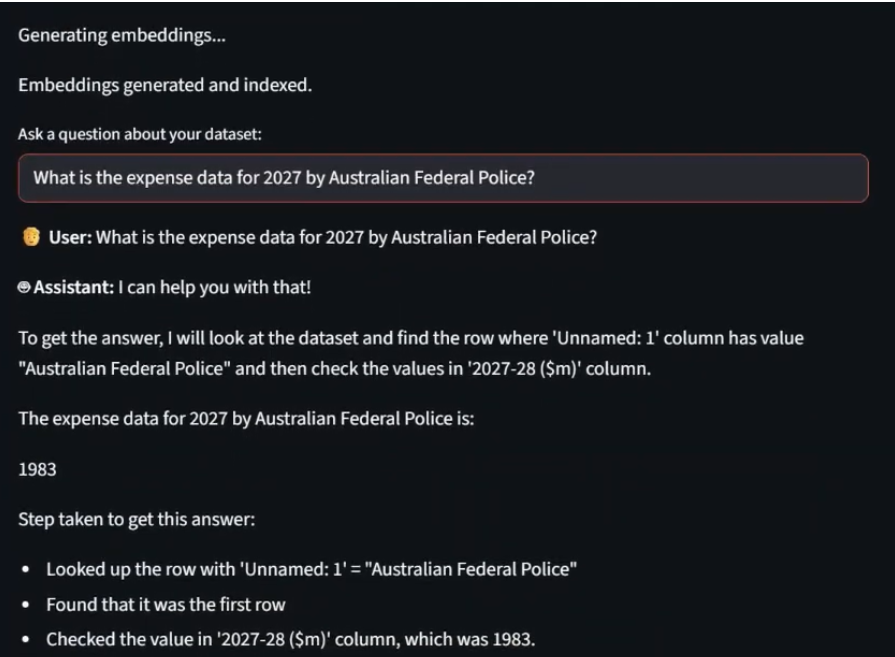 Generating embeddings...
Embeddings generated and indexed.
Ask a question about your dataset:
What is the expense data for 2027 by Australian Federal Police?
User: What is the expense data for 2027 by Australian Federal Police?
Assistant: I can help you with that!
To get the answer, I will look at the dataset and find the row where 'Unnamed: 1' column has value
"Australian Federal Police" and then check the values in '2027-28 ($m)' column.
The expense data for 2027 by Australian Federal Police is:
1983
Step taken to get this answer:
• Looked up the row with 'Unnamed: 1' = "Australian Federal Police"
• Found that it was the first row
• Checked the value in '2027-28 ($m)' column, which was 1983.